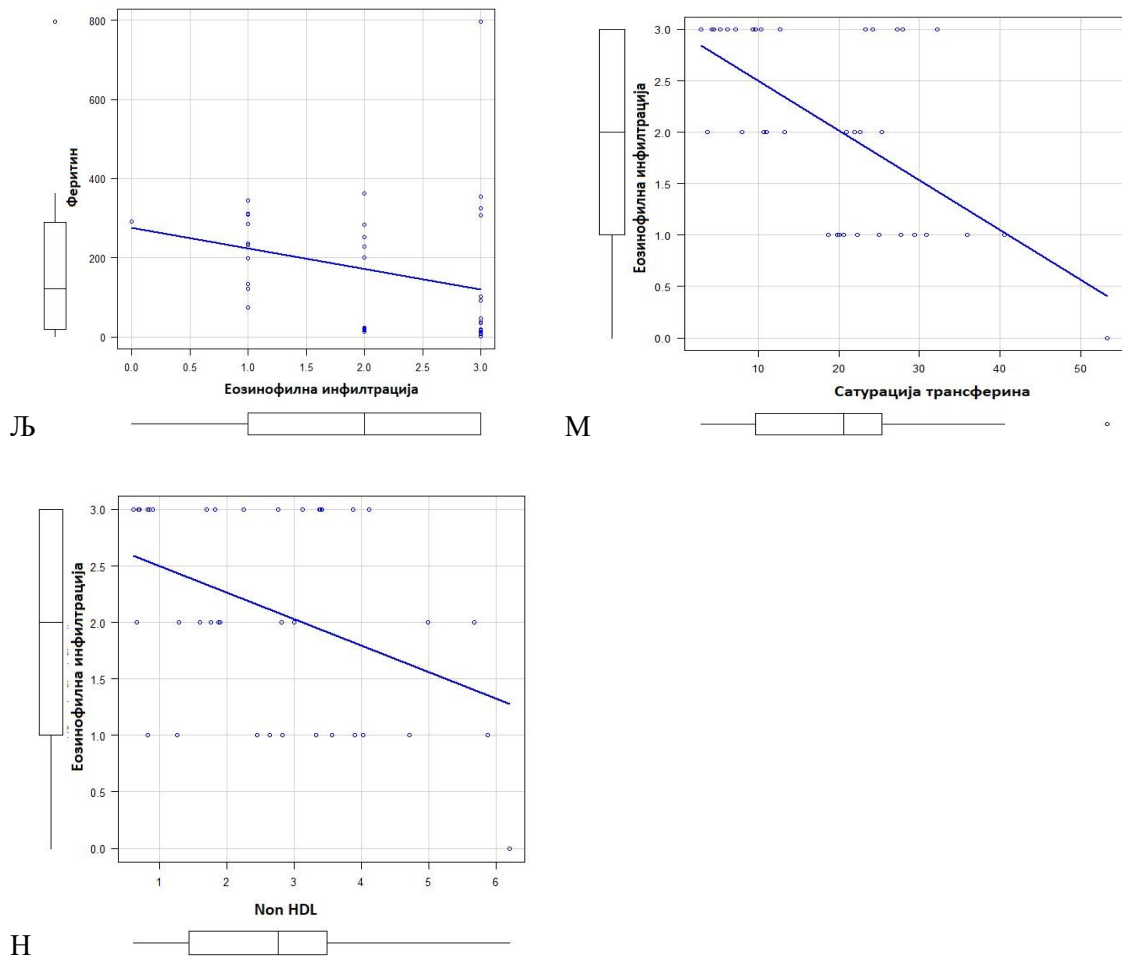 800
600
400
200
0
Феритин
0.0 0.5 1.0 1.5 2.0 2.5 3.0
Еозинофилна инфилтрација
Љ
3.0
2.5
2.0
1.5
1.0
0.5
0.0
Еозинофилна инфилтрација
10 20 30 40 50
Сатурација трансферина
М
3.0
2.5
2.0
1.5
1.0
0.5
0.0
Еозинофилна инфилтрација
1 2 3 4 5 6
Non HDL
Н